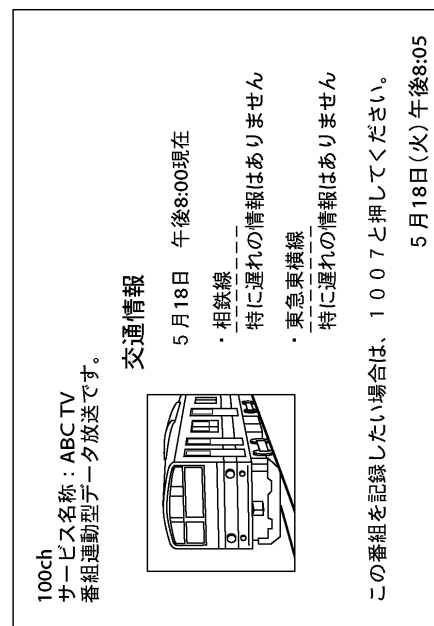 100ch
サービス名称：ABC TV
番組連動型データ放送です。
交通情報
5月18日　午後8:00現在
・相鉄線
特に遅れの情報はありません
・東急東横線
特に遅れの情報はありません
この番組を記録したい場合は、１００７と押してください。
5月18日(火)午後8:05